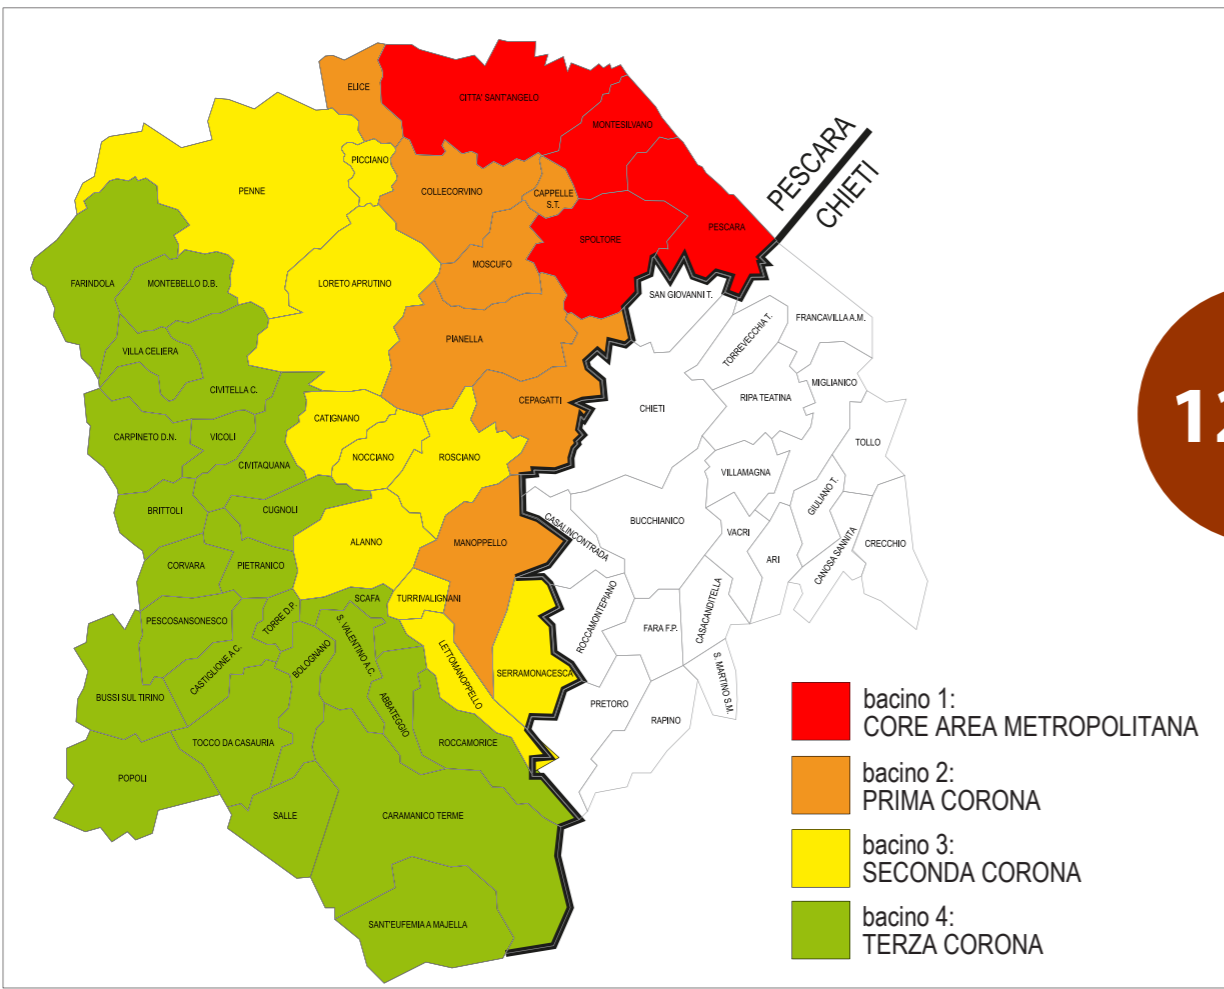 ELICE
CITTA' SANT'ANGELO
MONTESILVANO
PICCIANO
PENNE
COLLECORVINO
CAPPELLE
S.T.
PESCARA
CHIETI
SPOLTORE
PESCARA
MOSCUFO
FARINDOLA
MONTEBELLO D.B.
LORETO APRUTINO
SAN GIOVANNI T.
FRANCAVILLA A.M.
TORREVECCHIA T.
PIANELLA
VILLA CELIERA
CIVITELLA C.
MIGLIANICO
RIPA TEATINA
CEPAGATTI
CHIETI
CATIGNANO
CARPINETO D.N.
VICOLI
TOLLO
12
NOCCIANO
ROSCIANO
CIVITAQUANA
VILLAMAGNA
GIULIANO T.
BRITTOLI
CUGNOLI
BUCCHIANICO
CASALINCONTRADA
VACRI
ALANNO
MANOPPELLO
CRECCHIO
CANOSA SANNITA
ARI
CORVARA
PIETRANICO
SCAFA
TURRIVALIGNANI
ROCCAMONTEPIANO
CASACANDITELLA
PESCOSANSONESCO
TORRE D.P.
S. VALENTINO A.C.
FARA F.P.
BOLOGNANO
CASTIGLIONE A.C.
LETTOMANOPPELLO
SERRAMONACESCA
S. MARTINO S.M.
BUSSI SUL TIRINO
ABBATEGGIO
PRETORO
RAPINO
TOCCO DA CASAURIA
ROCCAMORICE
POPOLI
SALLE
CARAMANICO TERME
SANT'EUFEMIA A MAJELLA
bacino 1:
CORE AREA METROPOLITANA
bacino 2:
PRIMA CORONA
bacino 3:
SECONDA CORONA
bacino 4:
TERZA CORONA